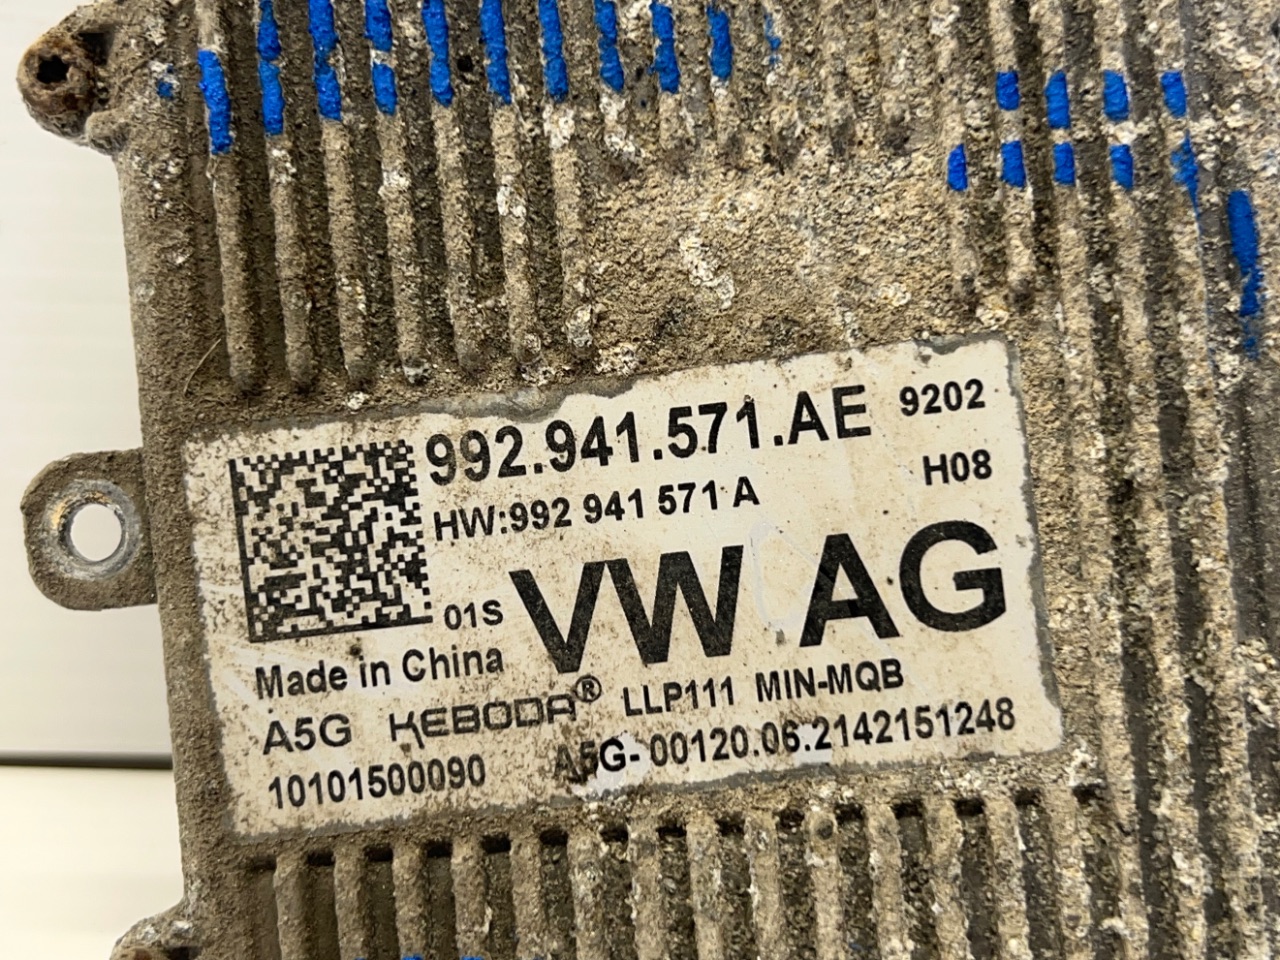 992.941.571.AE 9202
HW:992 941 571 A H08
01S VW AG
Made in China
A5G KEBODA® LLP111 MIN-MQB
10101500090 A5G-00120.06.2142151248